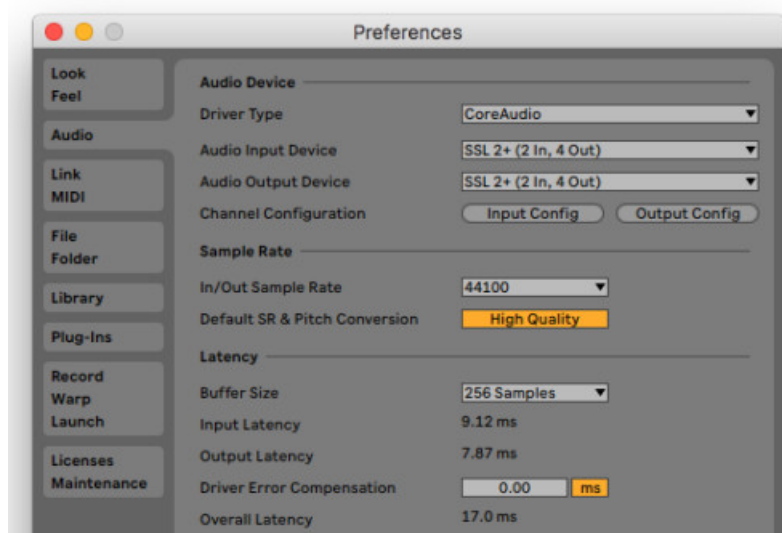 Preferences
Look
Feel
Audio
Link
MIDI
File
Folder
Library
Plug-Ins
Record
Warp
Launch
Licenses
Maintenance
Audio Device
Driver Type CoreAudio
Audio Input Device SSL 2+ (2 In, 4 Out)
Audio Output Device SSL 2+ (2 In, 4 Out)
Channel Configuration Input Config Output Config
Sample Rate
In/Out Sample Rate 44100
Default SR & Pitch Conversion High Quality
Latency
Buffer Size 256 Samples
Input Latency 9.12 ms
Output Latency 7.87 ms
Driver Error Compensation 0.00 ms
Overall Latency 17.0 ms